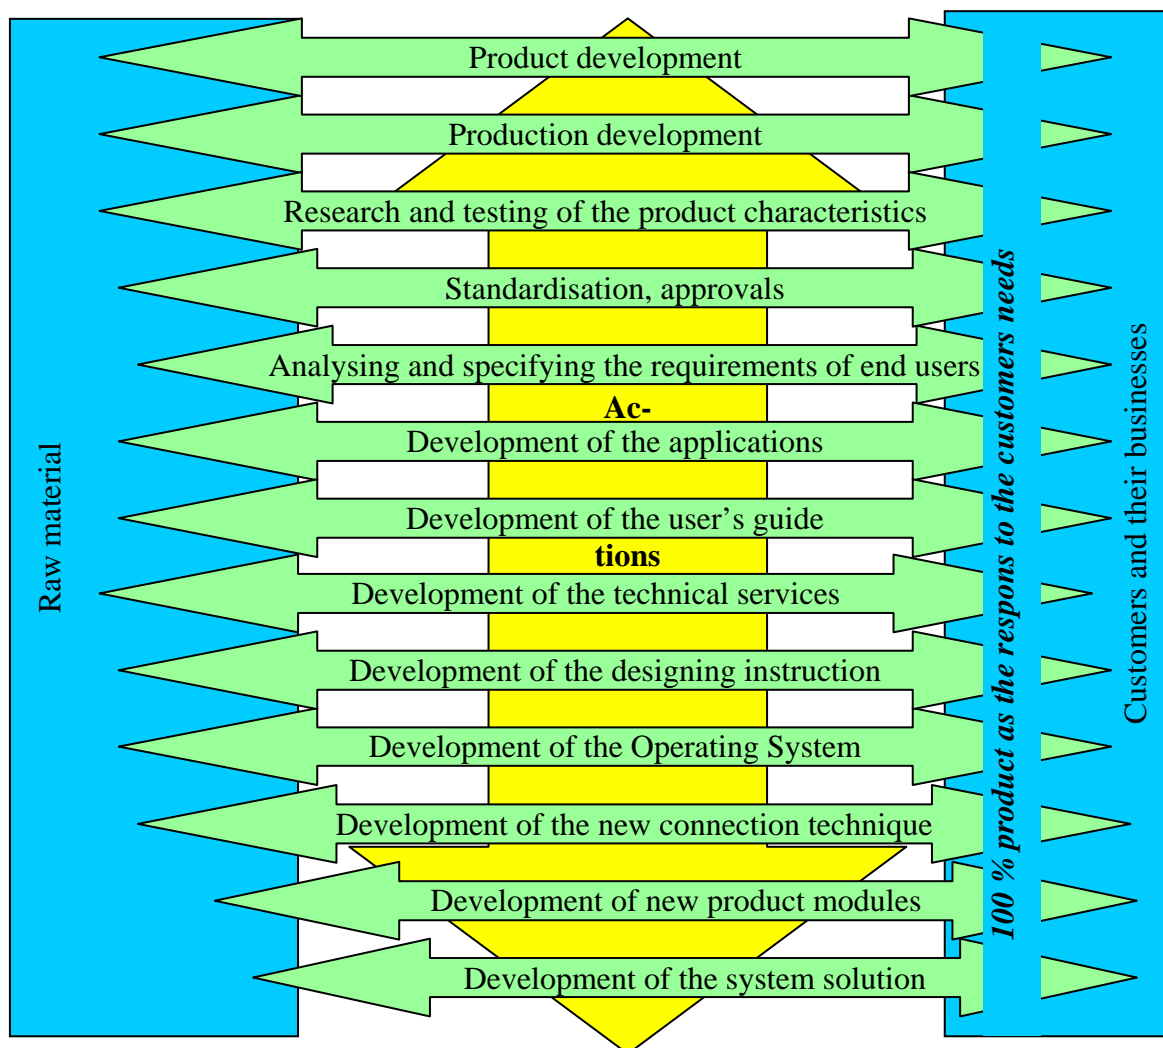 Product development
Production development
Research and testing of the product characteristics
Standardisation, approvals
Analysing and specifying the requirements of end users
Ac-
Development of the applications
Development of the user’s guide
tions
Development of the technical services
Development of the designing instruction
Development of the Operating System
Development of the new connection technique
Development of new product modules
Development of the system solution
Raw material
100 % product as the respons to the customers needs
Customers and their businesses